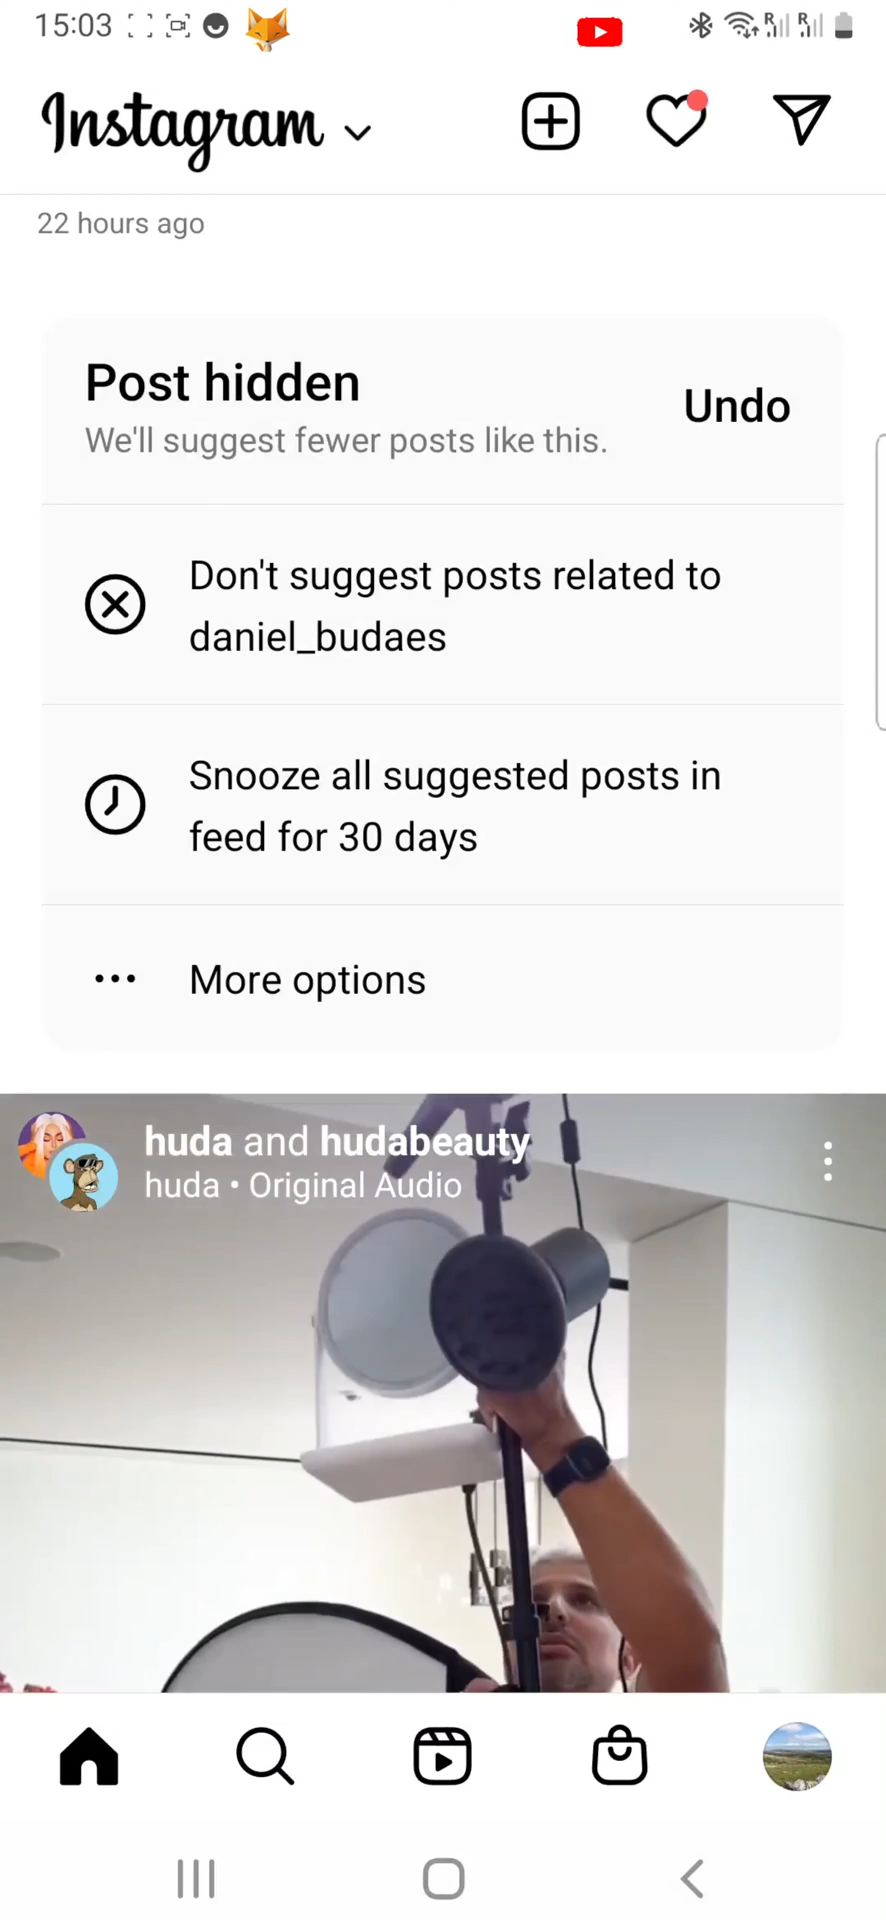 15:03
Instagram
22 hours ago
Post hidden
Undo
We'll suggest fewer posts like this.
Don't suggest posts related to
daniel_budaes
Snooze all suggested posts in
feed for 30 days
More options
huda and hudabeauty
huda • Original Audio